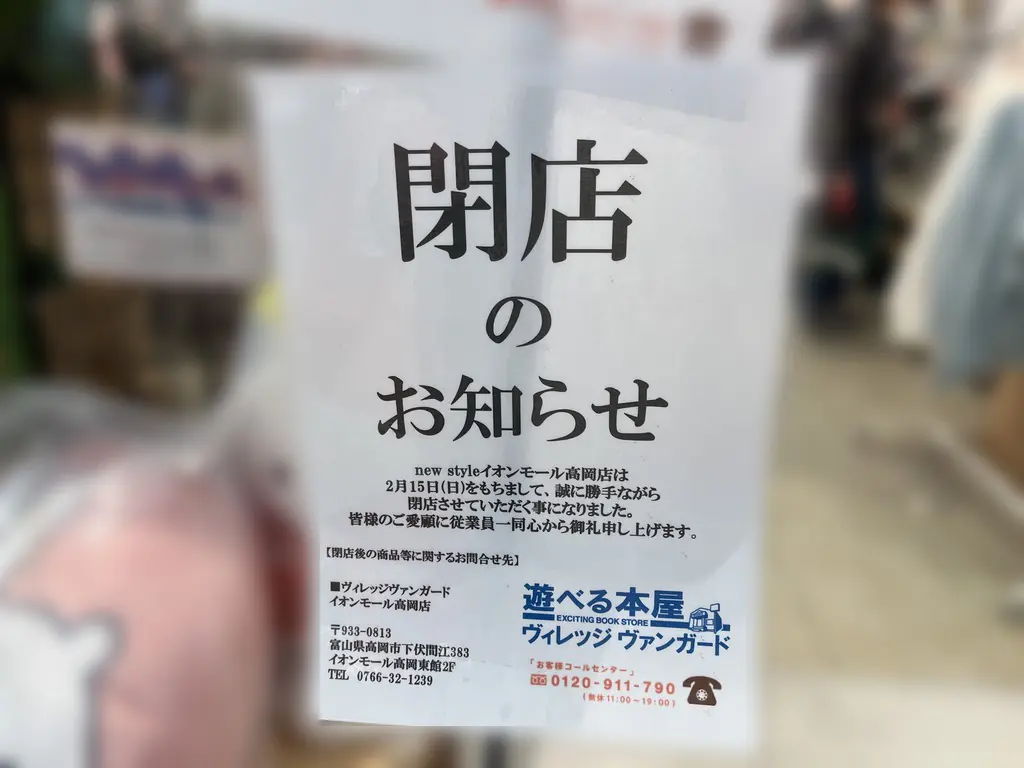 閉店
の
お知らせ
new styleイオンモール高岡店は
2月15日(日)をもちまして、誠に勝手ながら
閉店させていただく事になりました。
皆様のご愛顧に従業員一同心から御礼申し上げます。
【閉店後の商品等に関するお問合せ先】
■ヴィレッジヴァンガード
イオンモール高岡店
〒933-0813
富山県高岡市下伏間江383
イオンモール高岡東館2F
TEL 0766-32-1239
遊べる本屋
EXCITING BOOK STORE
ヴィレッジ ヴァンガード
「お客様コールセンター」
0120-911-790
(無休11:00〜19:00)